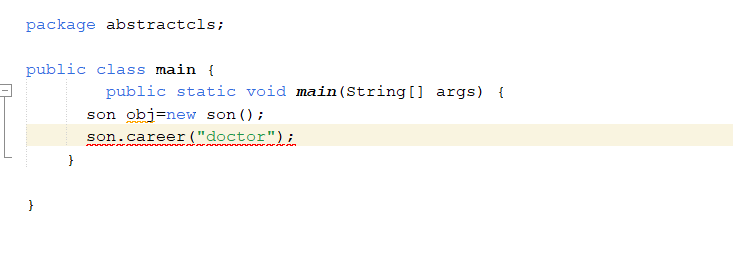 package abstractcls;
public class main {
public static void main(String[] args) {
son obj=new son();
son.career("doctor");
}
}